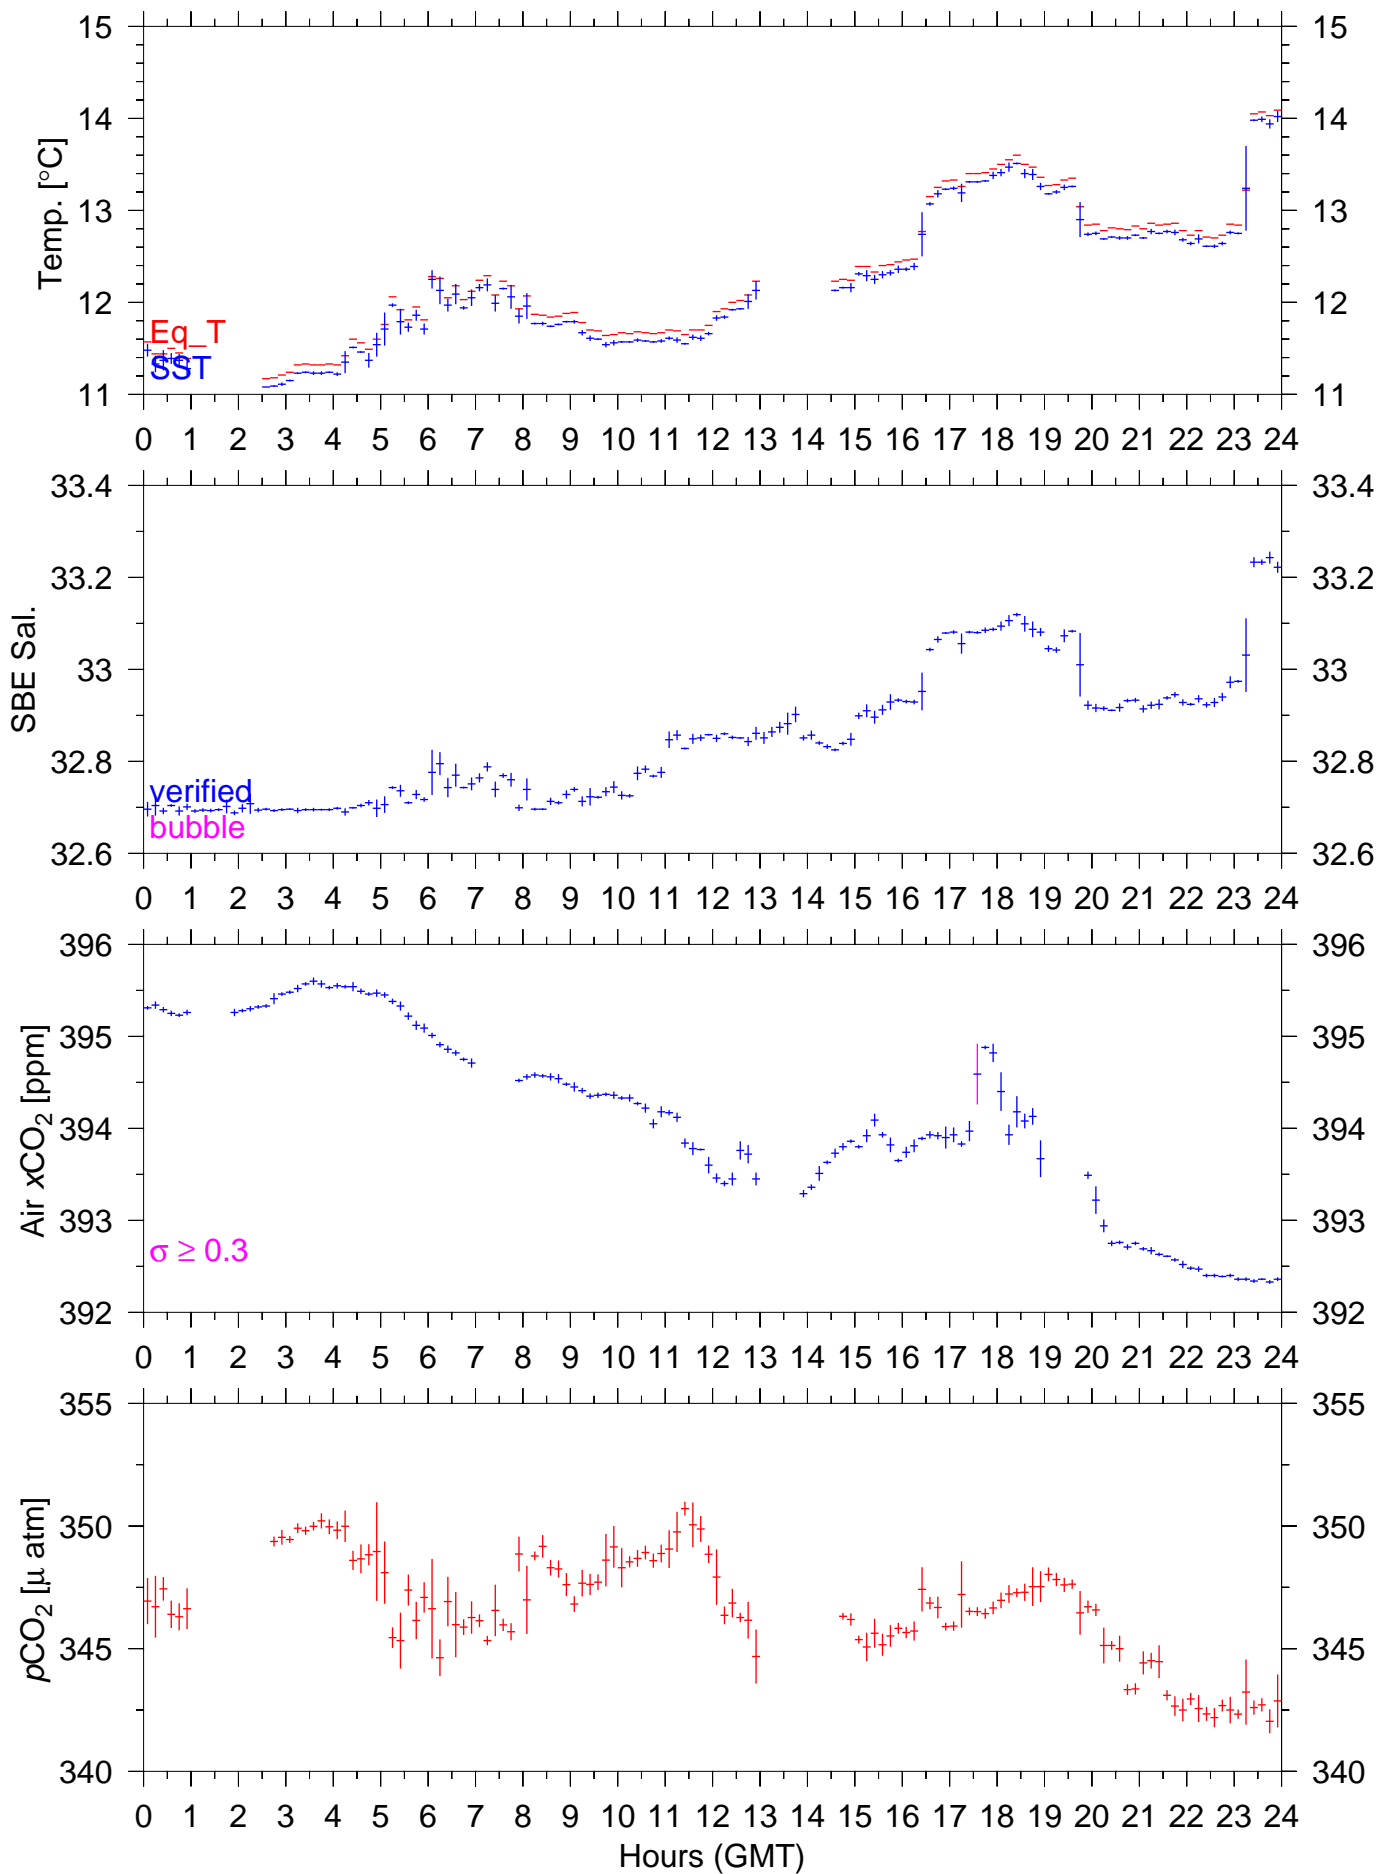 15 15
14 14
13 13
12 12
11 11
Temp. [°C]
Eq_T
SST
0 1 2 3 4 5 6 7 8 9 10 11 12 13 14 15 16 17 18 19 20 21 22 23 24
33.4 33.4
33.2 33.2
33 33
32.8 32.8
32.6 32.6
SBE Sal.
verified
bubble
0 1 2 3 4 5 6 7 8 9 10 11 12 13 14 15 16 17 18 19 20 21 22 23 24
396 396
395 395
394 394
393 393
392 392
Air xCO₂ [ppm]
σ ≥ 0.3
0 1 2 3 4 5 6 7 8 9 10 11 12 13 14 15 16 17 18 19 20 21 22 23 24
355 355
350 350
345 345
340 340
pCO₂ [μ atm]
0 1 2 3 4 5 6 7 8 9 10 11 12 13 14 15 16 17 18 19 20 21 22 23 24
Hours (GMT)